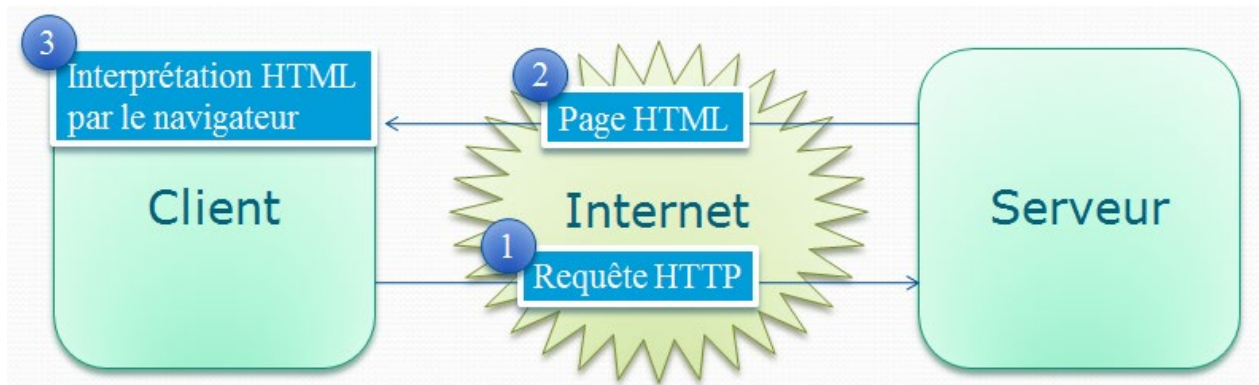 3
Interprétation HTML
par le navigateur
2
Page HTML
Client
Internet
Serveur
1
Requête HTTP